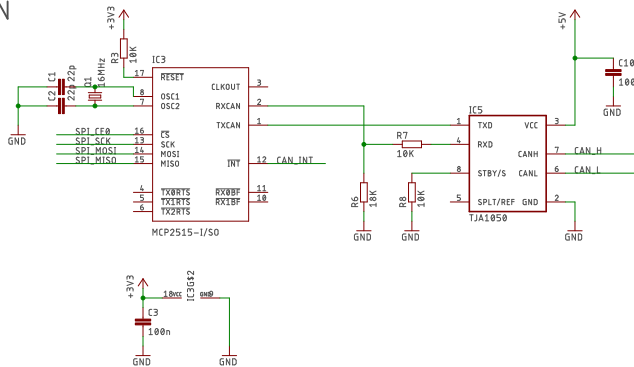 N
+3V3
+5V
R3
10K
C1
22p
C2
22p
Q1
16MHz
IC3
17 RESET
8 OSC1
7 OSC2
CLKOUT 3
RXCAN 2
TXCAN 1
SPI_CE0 16 CS
SPI_SCK 13 SCK
SPI_MOSI 14 MOSI
SPI_MISO 15 MISO
INT 12 CAN_INT
4 TX0RTS
5 TX1RTS
6 TX2RTS
RX0BF 11
RX1BF 10
MCP2515-I/SO
GND
R7
10K
R6
18K
R8
10K
GND
GND
IC5
1 TXD
4 RXD
8 STBY/S
5 SPLT/REF
VCC 3
CANH 7 CAN_H
CANL 6 CAN_L
GND 2
TJA1050
C10
100
GND
GND
+3V3
18 VCC
IC3G$2
GND 9
C3
100n
GND
GND